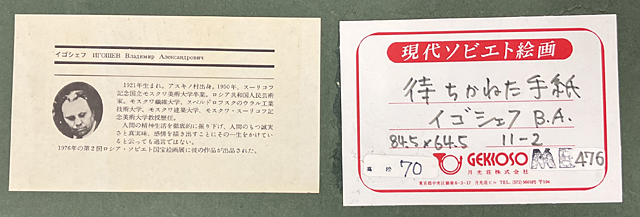 イゴシェフ ИГОШЕВ Владимир Александрович
1921年生まれ。アスキノ村出身。1950年、スーリコフ
記念国立モスクワ美術大学卒業。ロシア共和国人民芸術
家。モスクワ繊維大学、スベルドロフスクのウラル工業
技術大学、モスクワ建築大学、モスクワ・スーリコフ記
念美術大学教授歴任。
人間の精神生活を徹底的に掘り下げ、人間のもつ誠実
さと真実味、感情を描き出すことにその一生をかけてい
ると云っても過言ではない。
1976年の第2回ロシア・ソビエト国宝絵画展に彼の作品が出品された。
現代ソビエト絵画
待ちかねた手紙
イゴシェフ B.A.
84.5×64.5 11-2
70
GEKKOSO ME 476
月光荘株式会社